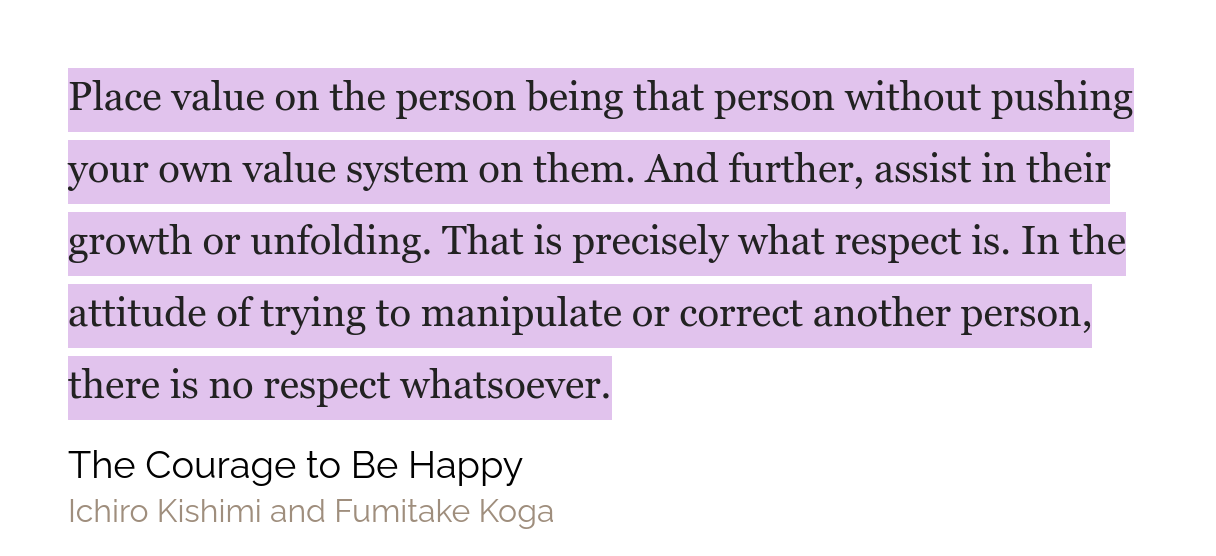 Place value on the person being that person without pushing
your own value system on them. And further, assist in their
growth or unfolding. That is precisely what respect is. In the
attitude of trying to manipulate or correct another person,
there is no respect whatsoever.
The Courage to Be Happy
Ichiro Kishimi and Fumitake Koga